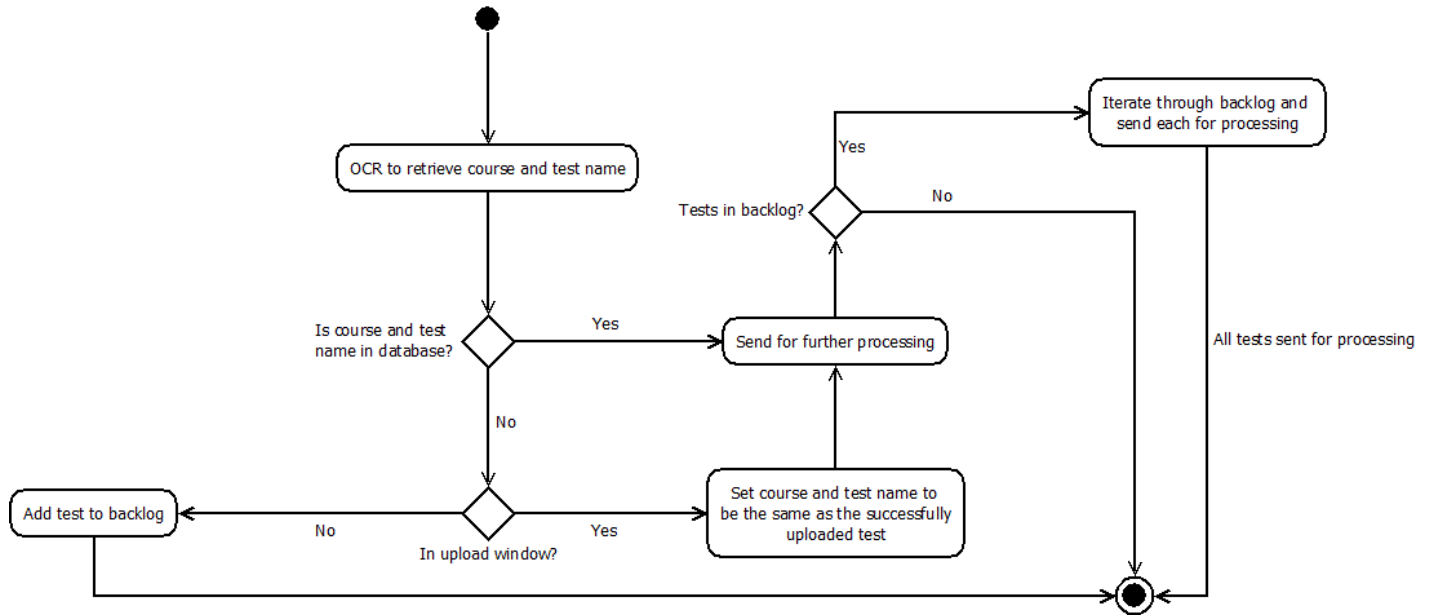 Iterate through backlog and
send each for processing
Yes
OCR to retrieve course and test name
No
Tests in backlog?
Is course and test
name in database?
Yes
Send for further processing
All tests sent for processing
No
Set course and test name to
be the same as the successfully
uploaded test
Add test to backlog
No
Yes
In upload window?